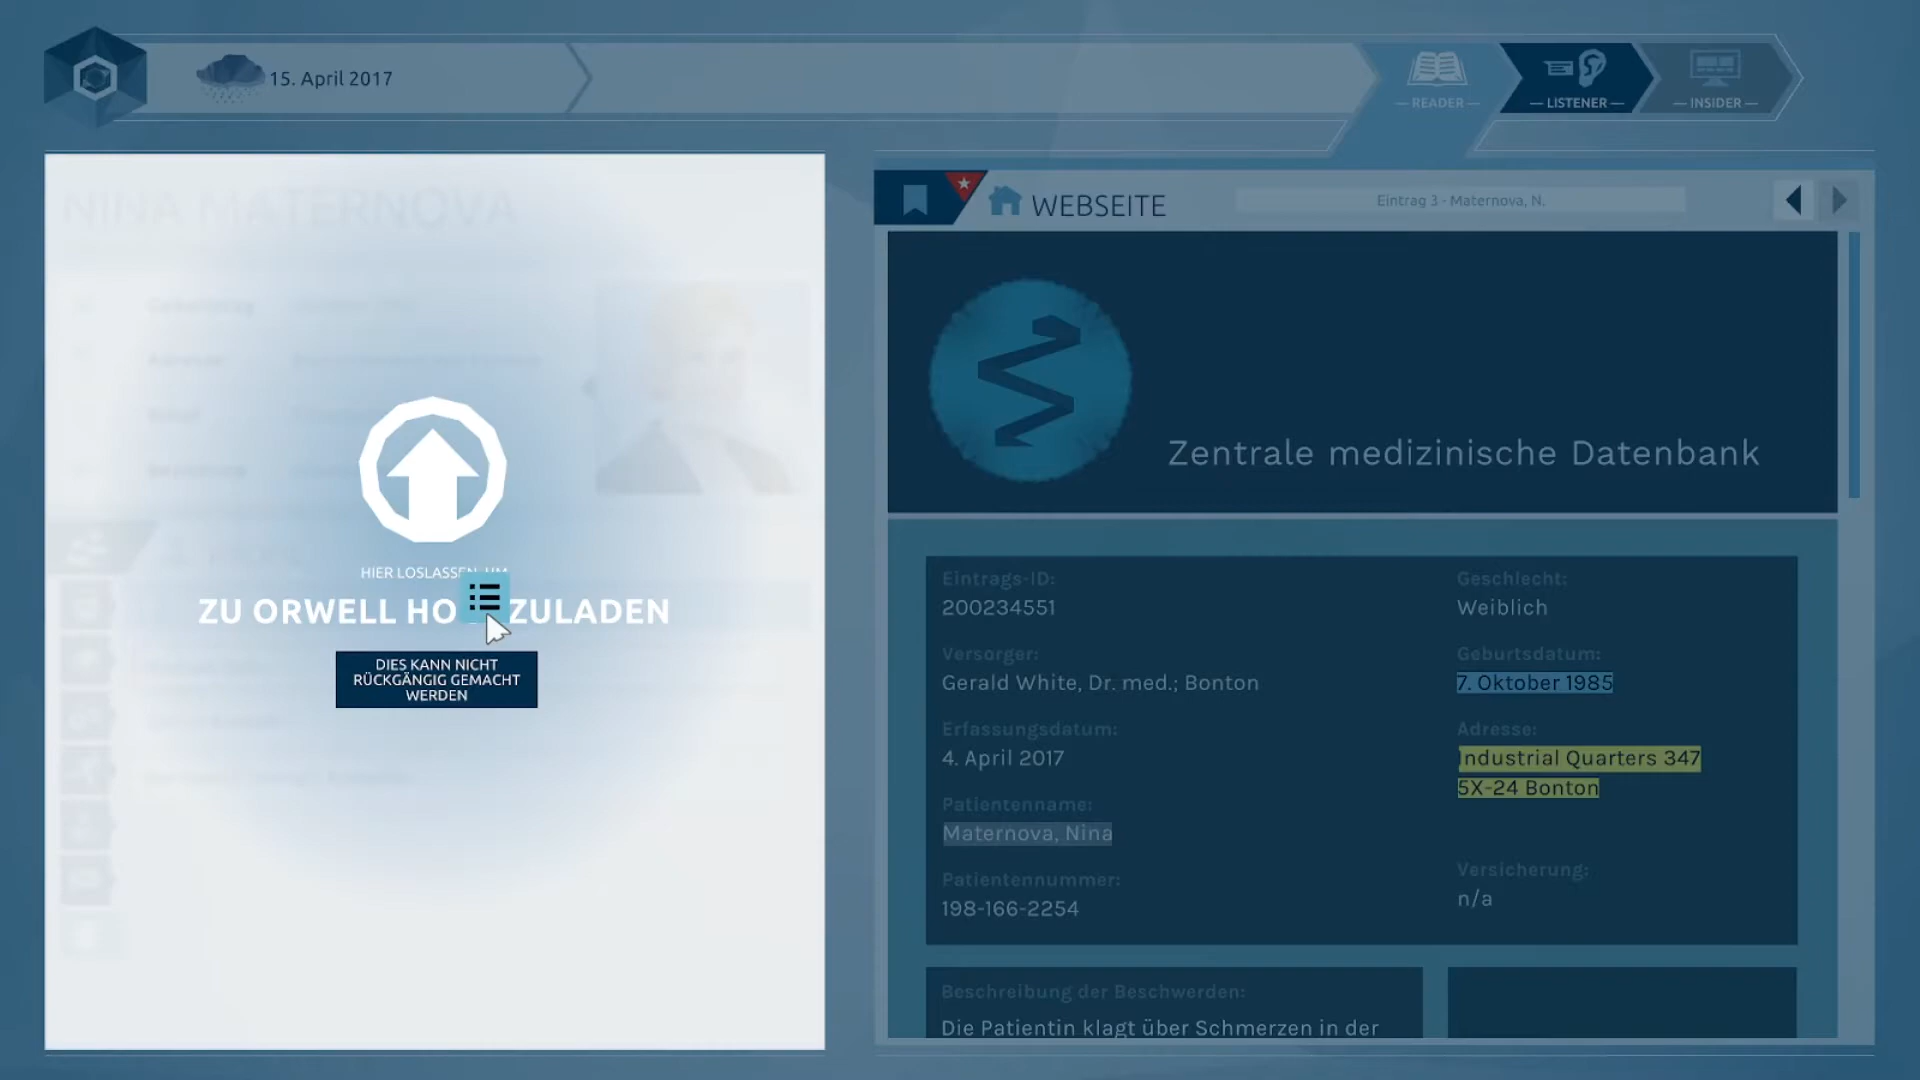 15. April 2017
— READER —
— LISTENER —
— INSIDER —
NINA MATERNOVA
HIER LOSLASSEN, UM
ZU ORWELL HO ZULADEN
DIES KANN NICHT
RÜCKGÄNGIG GEMACHT
WERDEN
WEBSEITE
Eintrag 3 - Maternova, N.
Zentrale medizinische Datenbank
Eintrags-ID:
200234551
Versorger:
Gerald White, Dr. med.; Bonton
Erfassungsdatum:
4. April 2017
Patientenname:
Maternova, Nina
Patientennummer:
198-166-2254
Geschlecht:
Weiblich
Geburtsdatum:
7. Oktober 1985
Adresse:
Industrial Quarters 347
5X-24 Bonton
Versicherung:
n/a
Beschreibung der Beschwerden:
Die Patientin klagt über Schmerzen in der